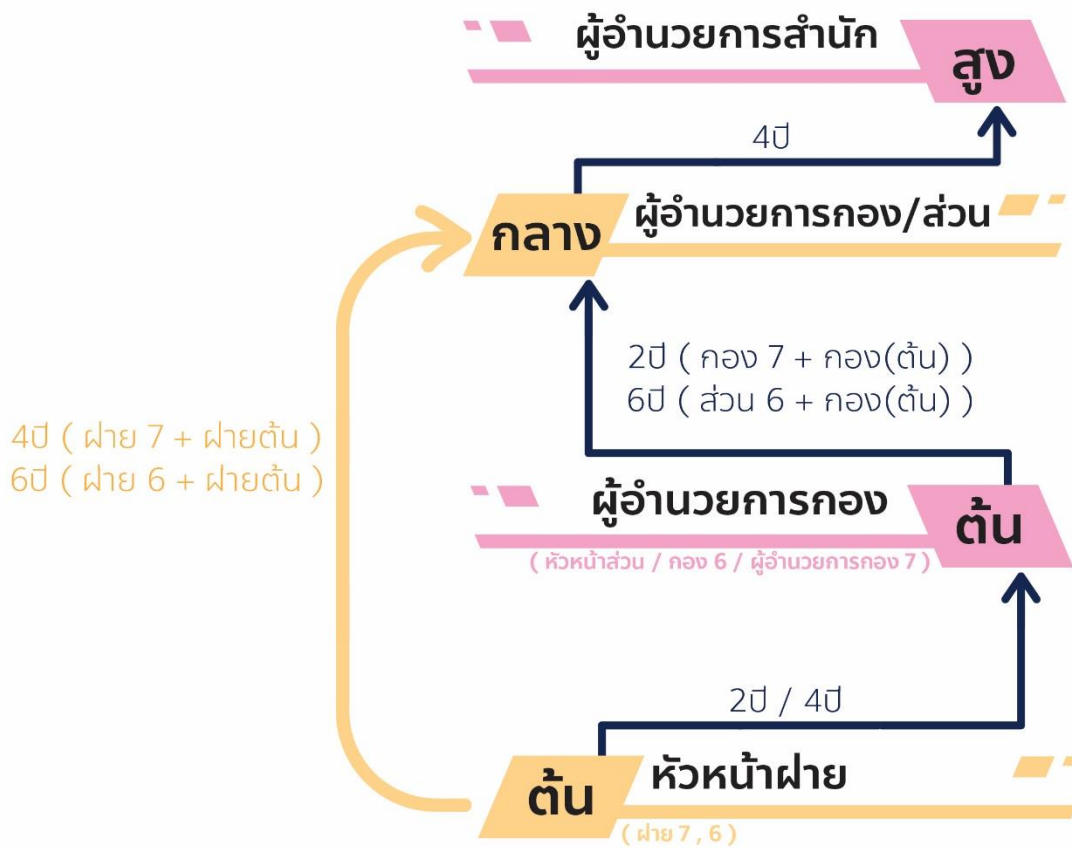 ผู้อำนวยการสำนัก
สูง
4ปี
กลาง
ผู้อำนวยการกอง/ส่วน
2ปี ( กอง 7 + กอง(ต้น) )
6ปี ( ส่วน 6 + กอง(ต้น) )
4ปี ( ฝ่าย 7 + ฝ่ายต้น )
6ปี ( ฝ่าย 6 + ฝ่ายต้น )
ผู้อำนวยการกอง
ต้น
( หัวหน้าส่วน / กอง 6 / ผู้อำนวยการกอง 7 )
2ปี / 4ปี
ต้น
หัวหน้าฝ่าย
( ฝ่าย 7 , 6 )